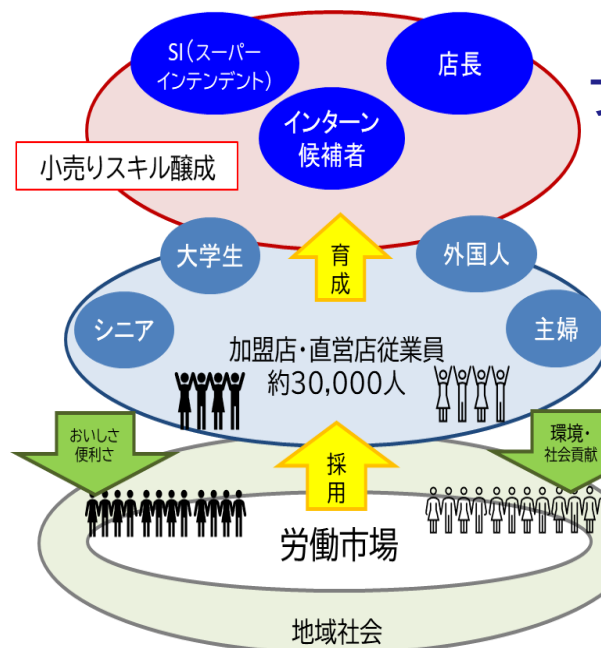 SI(スーパー
インテンデント)
店長
インターン
候補者
小売りスキル醸成
大学生
育
成
外国人
シニア
主婦
加盟店・直営店従業員
約30,000人
おいしさ
便利さ
採
用
環境・
社会貢献
労働市場
地域社会